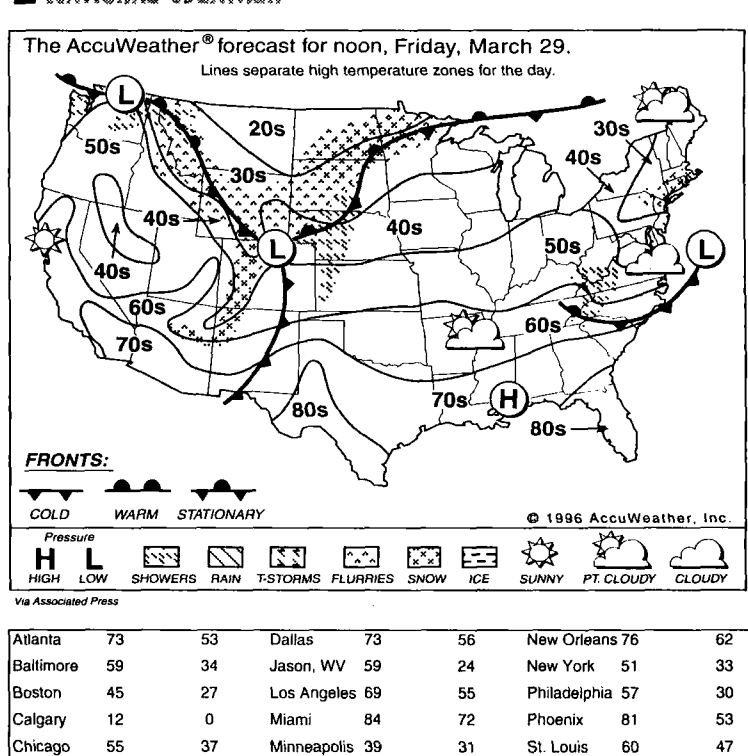 The AccuWeather® forecast for noon, Friday, March 29.
Lines separate high temperature zones for the day.
L
20s
30s
50s
30s
40s
40s
40s
50s
L
L
40s
60s
60s
70s
70s
H
80s
80s
FRONTS:
COLD WARM STATIONARY
© 1996 AccuWeather, Inc.
Pressure
H L
HIGH LOW SHOWERS RAIN T-STORMS FLURRIES SNOW ICE SUNNY PT. CLOUDY CLOUDY
Via Associated Press
Atlanta 73 53 Dallas 73 56 New Orleans 76 62
Baltimore 59 34 Jason, WV 59 24 New York 51 33
Boston 45 27 Los Angeles 69 55 Philadelphia 57 30
Calgary 12 0 Miami 84 72 Phoenix 81 53
Chicago 55 37 Minneapolis 39 31 St. Louis 60 47